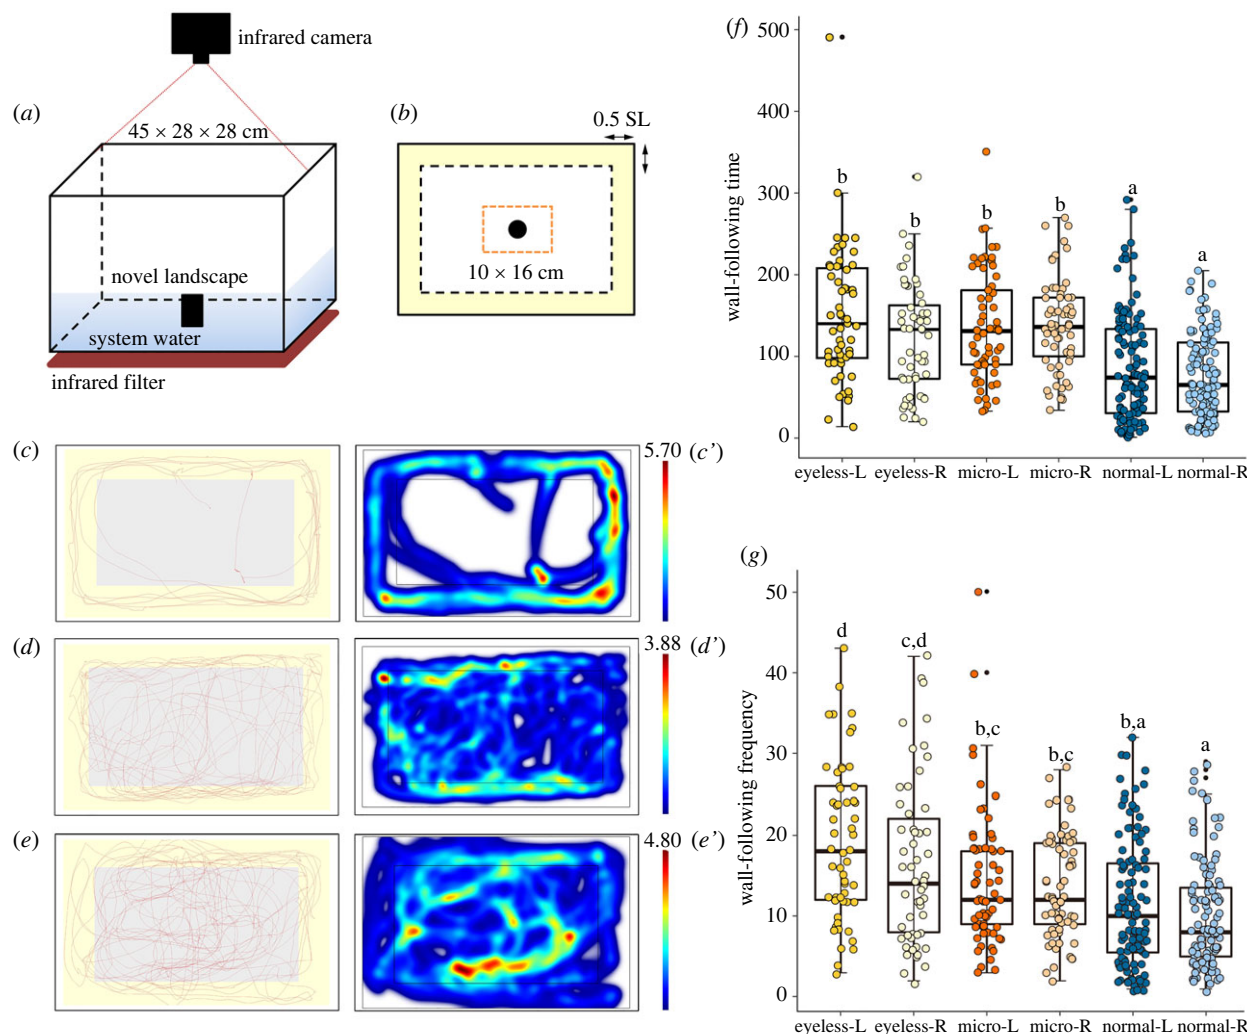 infrared camera
(a)
45 × 28 × 28 cm
novel landscape
system water
infrared filter
(b)
0.5 SL
10 × 16 cm
(c)
(c’)
5.70
(d)
3.88
(d’)
(e)
4.80
(e’)
(f)
wall-following time
500
400
300
200
100
0
b
b
b
b
a
a
eyeless-L eyeless-R micro-L micro-R normal-L normal-R
(g)
wall-following frequency
50
40
30
20
10
0
d
c,d
b,c
b,c
b,a
a
eyeless-L eyeless-R micro-L micro-R normal-L normal-R